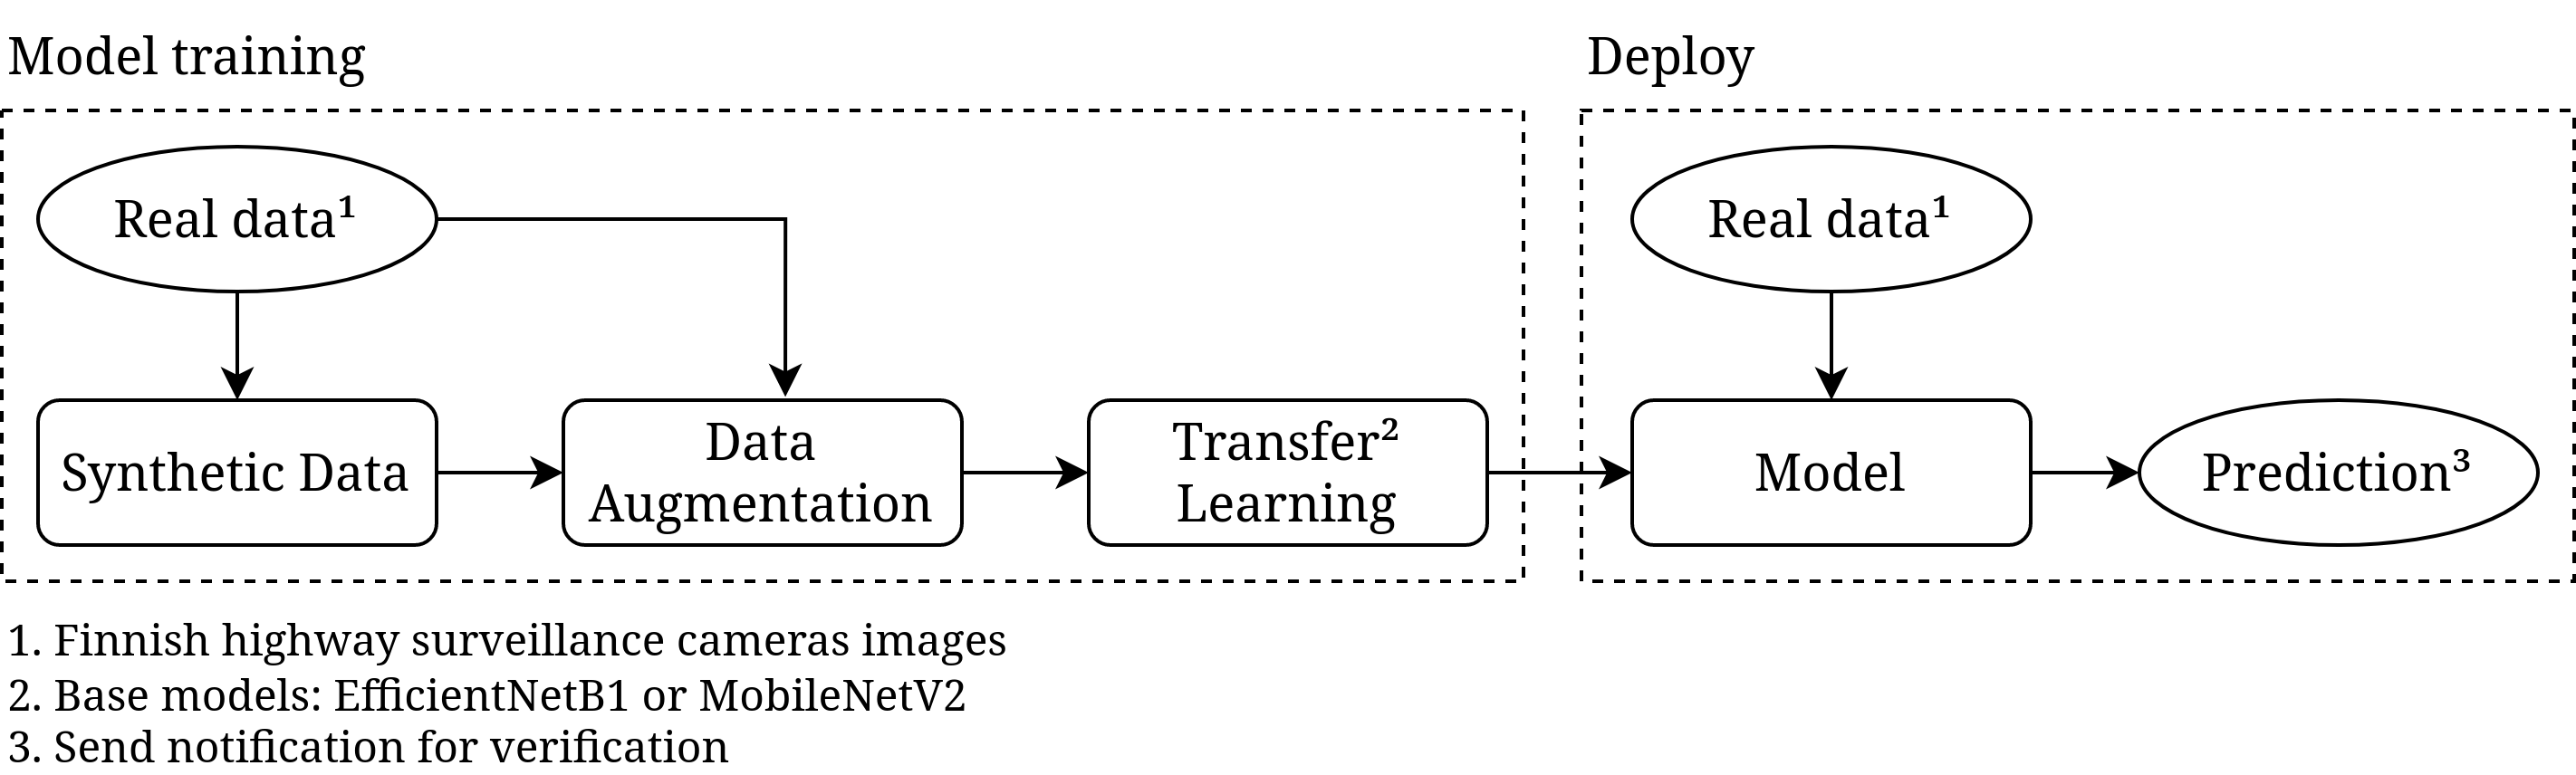 Model training
Deploy
Real data¹
Real data¹
Synthetic Data
Data
Augmentation
Transfer²
Learning
Model
Prediction³
1. Finnish highway surveillance cameras images
2. Base models: EfficientNetB1 or MobileNetV2
3. Send notification for verification